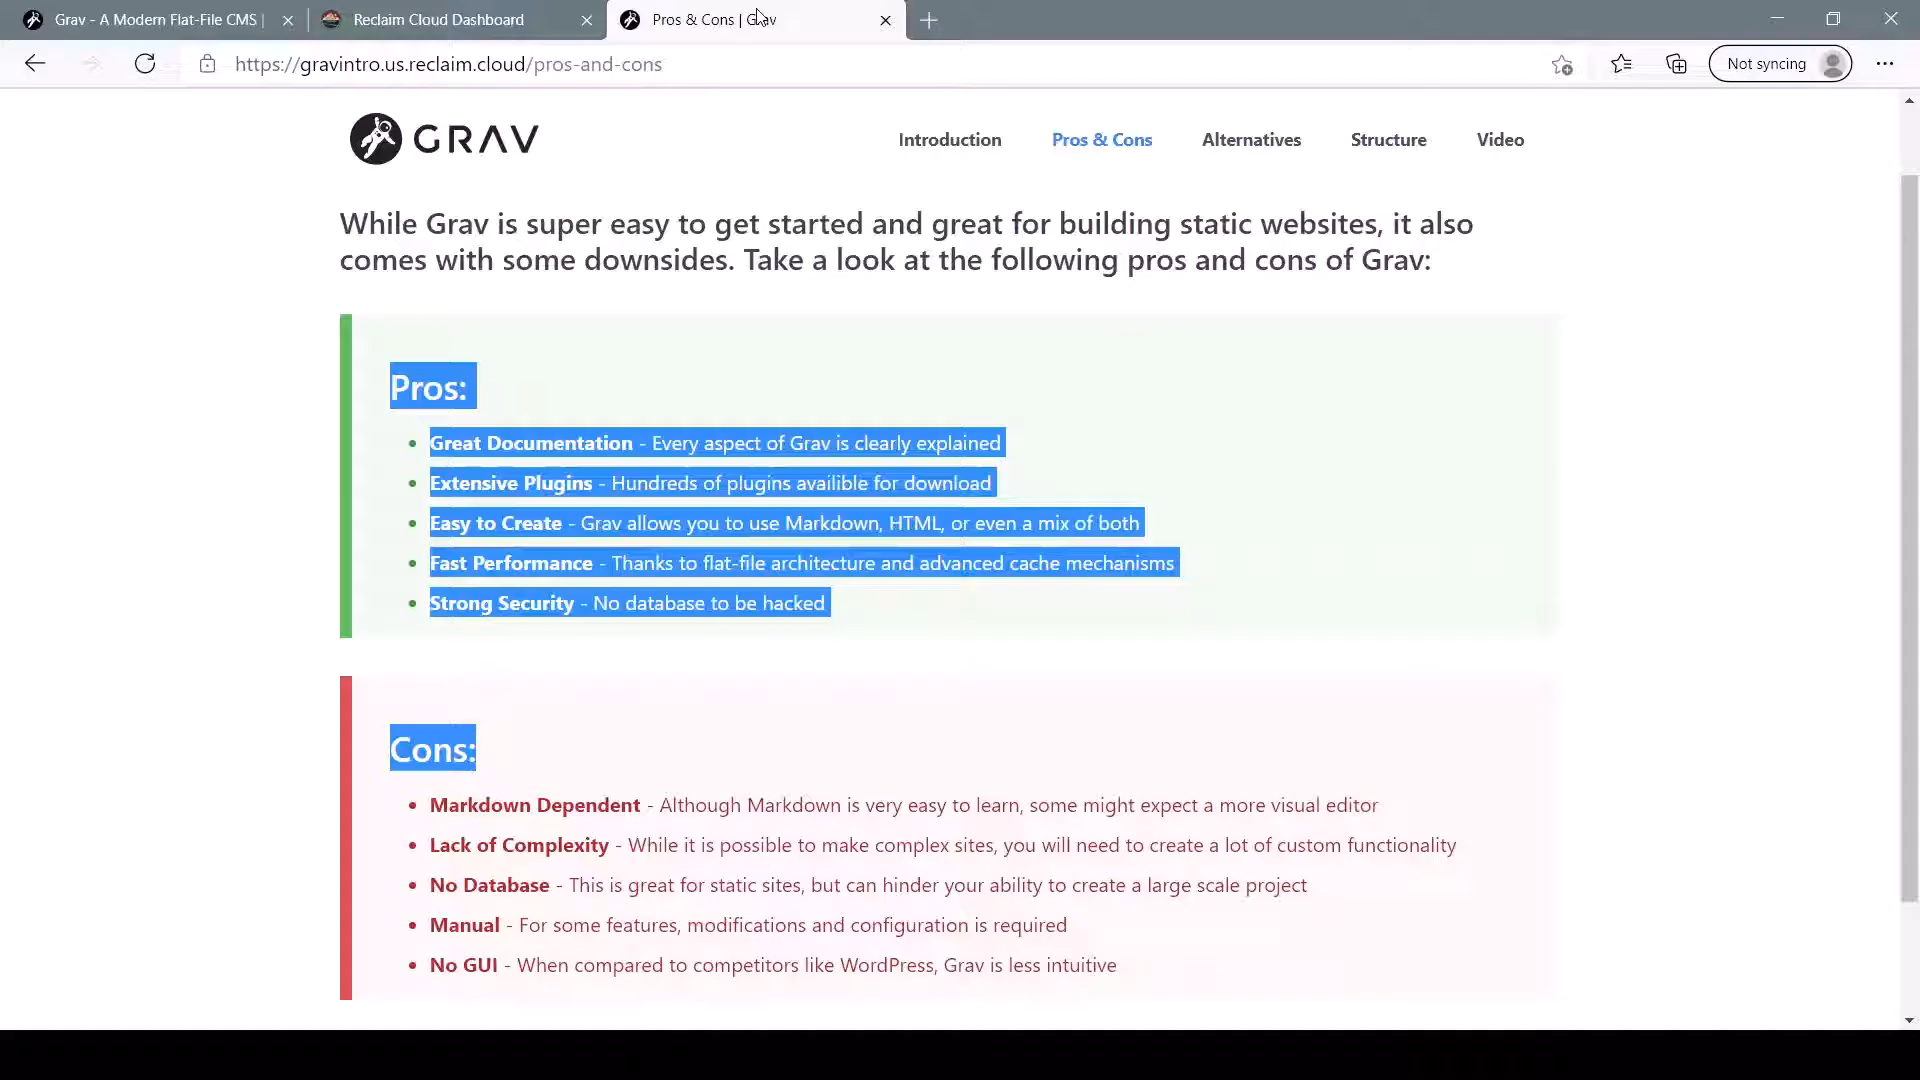 Grav - A Modern Flat-File CMS |
Reclaim Cloud Dashboard
Pros & Cons | Grav
https://gravintro.us.reclaim.cloud/pros-and-cons
Not syncing
GRAV
Introduction
Pros & Cons
Alternatives
Structure
Video
While Grav is super easy to get started and great for building static websites, it also
comes with some downsides. Take a look at the following pros and cons of Grav:
Pros:
Great Documentation - Every aspect of Grav is clearly explained
Extensive Plugins - Hundreds of plugins availible for download
Easy to Create - Grav allows you to use Markdown, HTML, or even a mix of both
Fast Performance - Thanks to flat-file architecture and advanced cache mechanisms
Strong Security - No database to be hacked
Cons:
Markdown Dependent - Although Markdown is very easy to learn, some might expect a more visual editor
Lack of Complexity - While it is possible to make complex sites, you will need to create a lot of custom functionality
No Database - This is great for static sites, but can hinder your ability to create a large scale project
Manual - For some features, modifications and configuration is required
No GUI - When compared to competitors like WordPress, Grav is less intuitive